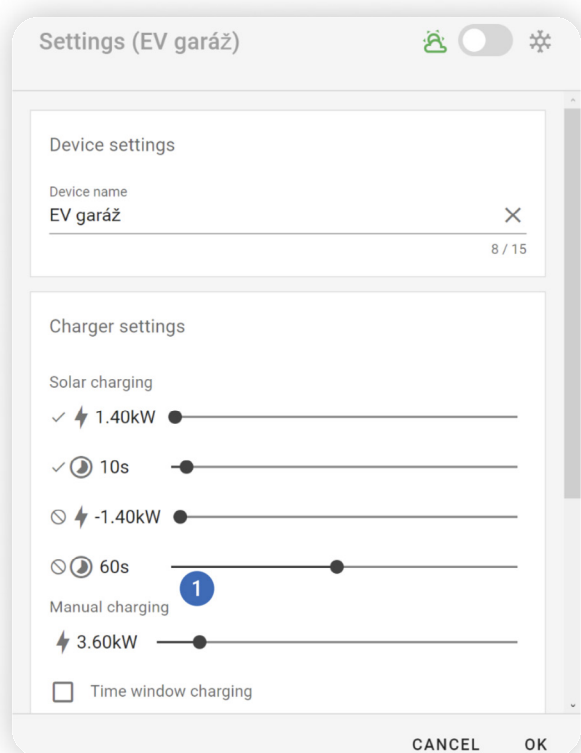 Settings (EV garáž)
Device settings
Device name
EV garáž
8 / 15
Charger settings
Solar charging
1.40kW
10s
-1.40kW
60s
1
Manual charging
3.60kW
Time window charging
CANCEL OK